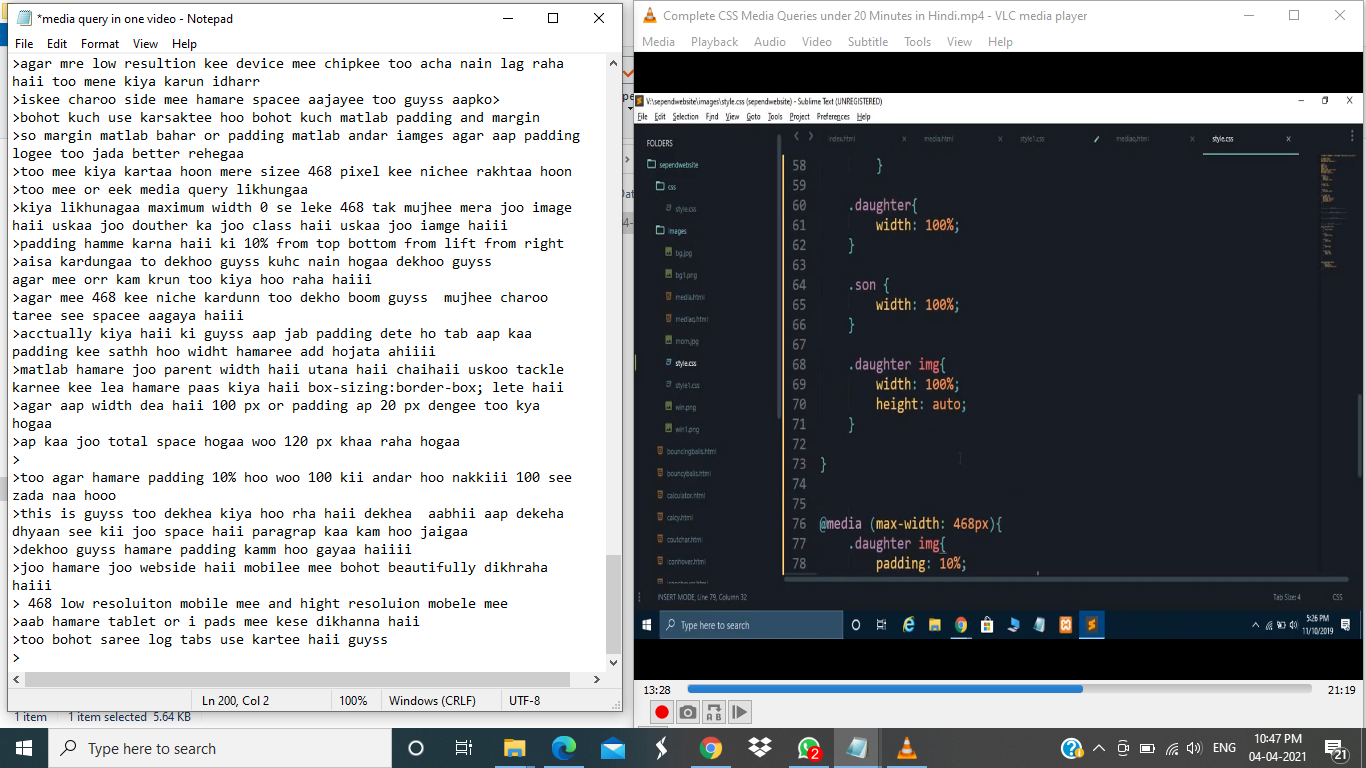 *media query in one video - Notepad
File Edit Format View Help
>agar mre low resultion kee device mee chipkee too acha nain lag raha
haii too mene kiya karun idharr
>iskee charoo side mee hamare spacee aajayee too guyss aapko>
>bohot kuch use karsaktee hoo bohot kuch matlab padding and margin
>so margin matlab bahar or padding matlab andar iamges agar aap padding
logee too jada better rehegaa
>too mee kiya kartaa hoon mere sizee 468 pixel kee nichee rakhtaa hoon
>too mee or eek media query likhungaa
>kiya likhunagaa maximum width 0 se leke 468 tak mujhee mera joo image
haii uskaa joo douther ka joo class haii uskaa joo iamge haiii
>padding hamme karna haii ki 10% from top bottom from lift from right
>aisa kardungaa to dekhoo guyss kuhc nain hogaa dekhoo guyss
agar mee orr kam krun too kiya hoo raha haiii
>agar mee 468 kee niche kardunn too dekho boom guyss  mujhee charoo
taree see spacee aagaya haiii
>acctually kiya haii ki guyss aap jab padding dete ho tab aap kaa
padding kee sathh hoo widht hamaree add hojata ahiiii
>matlab hamare joo parent width haii utana haii chaihaii uskoo tackle
karnee kee lea hamare paas kiya haii box-sizing:border-box; lete haii
>agar aap width dea haii 100 px or padding ap 20 px dengee too kya
hogaa
>ap kaa joo total space hogaa woo 120 px khaa raha hogaa
>
>too agar hamare padding 10% hoo woo 100 kii andar hoo nakkiii 100 see
zada naa hooo
>this is guyss too dekhea kiya hoo rha haii dekhea  aabhii aap dekeha
dhyaan see kii joo space haii paragrap kaa kam hoo jaigaa
>dekhoo guyss hamare padding kamm hoo gayaa haiiii
>joo hamare joo webside haii mobilee mee bohot beautifully dikhraha
haiii
> 468 low resoluiton mobile mee and hight resoluion mobele mee
>aab hamare tablet or i pads mee kese dikhanna haii
>too bohot saree log tabs use kartee haii guyss
>
Ln 200, Col 2 100% Windows (CRLF) UTF-8
1 item 1 item selected 5.64 KB
Complete CSS Media Queries under 20 Minutes in Hindi.mp4 - VLC media player
Media Playback Audio Video Subtitle Tools View Help
V:\sependwebsite\images\style.css (sependwebsite) - Sublime Text (UNREGISTERED)
File Edit Selection Find View Goto Tools Project Preferences Help
index.html media.html style1.css mediaq.html style.css
FOLDERS
sependwebsite
css
style.css
images
bg.jpg
bg1.png
media.html
mediaq.html
mom.jpg
style.css
style1.css
win.png
win1.png
bouncingballs.html
bouncyballs.html
calculator.html
calcy.html
coutchar.html
iconhover.html
58 }
59
60 .daughter{
61 width: 100%;
62 }
63
64 .son {
65 width: 100%;
66 }
67
68 .daughter img{
69 width: 100%;
70 height: auto;
71 }
72
73 }
74
75
76 @media (max-width: 468px){
77 .daughter img{
78 padding: 10%;
INSERT MODE, Line 79, Column 32 Tab Size: 4 CSS
Type here to search
5:26 PM
11/10/2019
13:28 21:19
Type here to search
2
ENG
10:47 PM
04-04-2021
21